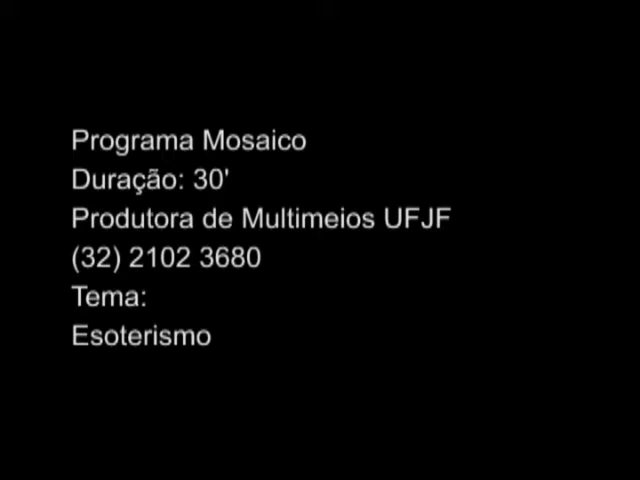 Programa Mosaico
Duração: 30'
Produtora de Multimeios UFJF
(32) 2102 3680
Tema:
Esoterismo